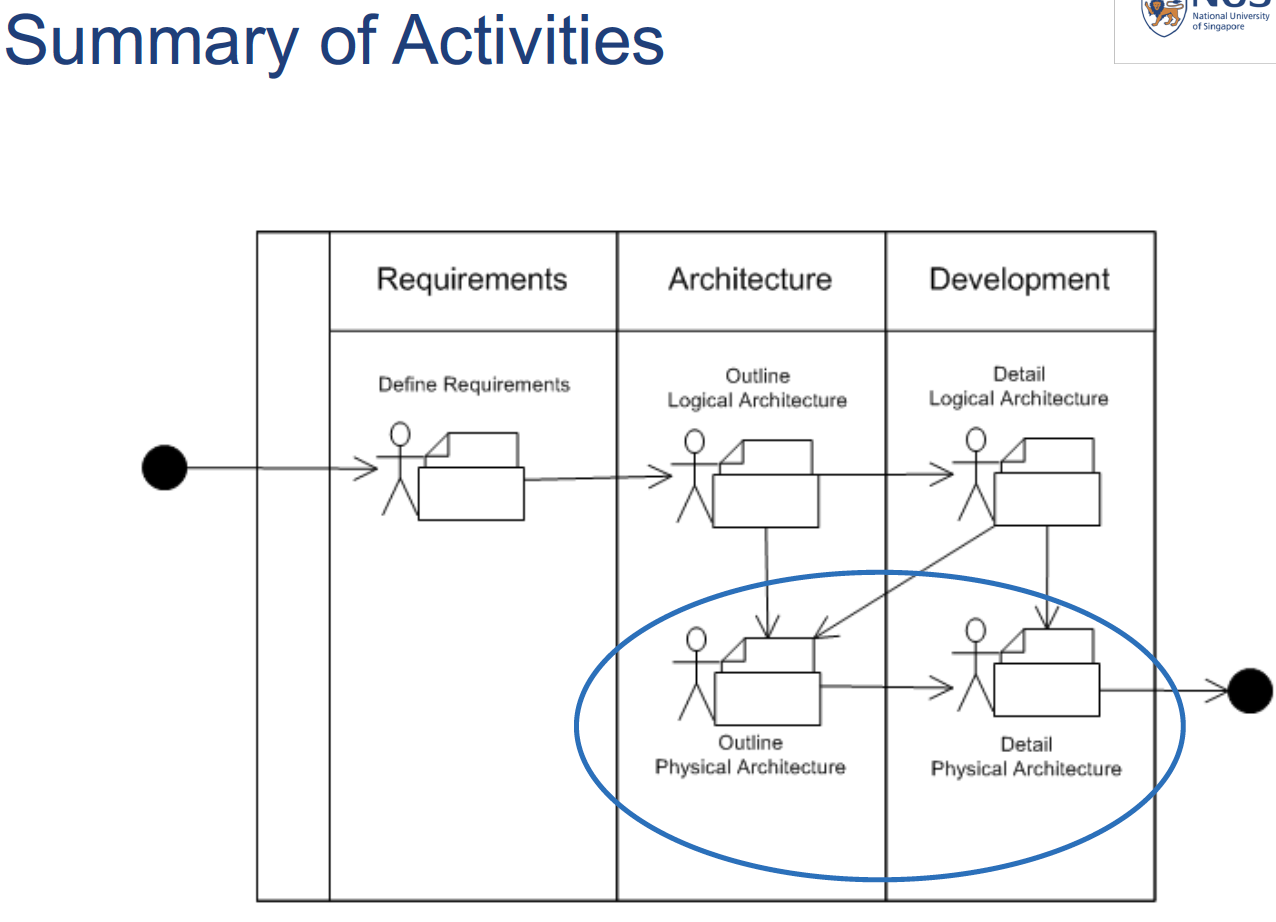 Summary of Activities
NUS
National University
of Singapore
Requirements
Architecture
Development
Define Requirements
Outline
Logical Architecture
Detail
Logical Architecture
Outline
Physical Architecture
Detail
Physical Architecture